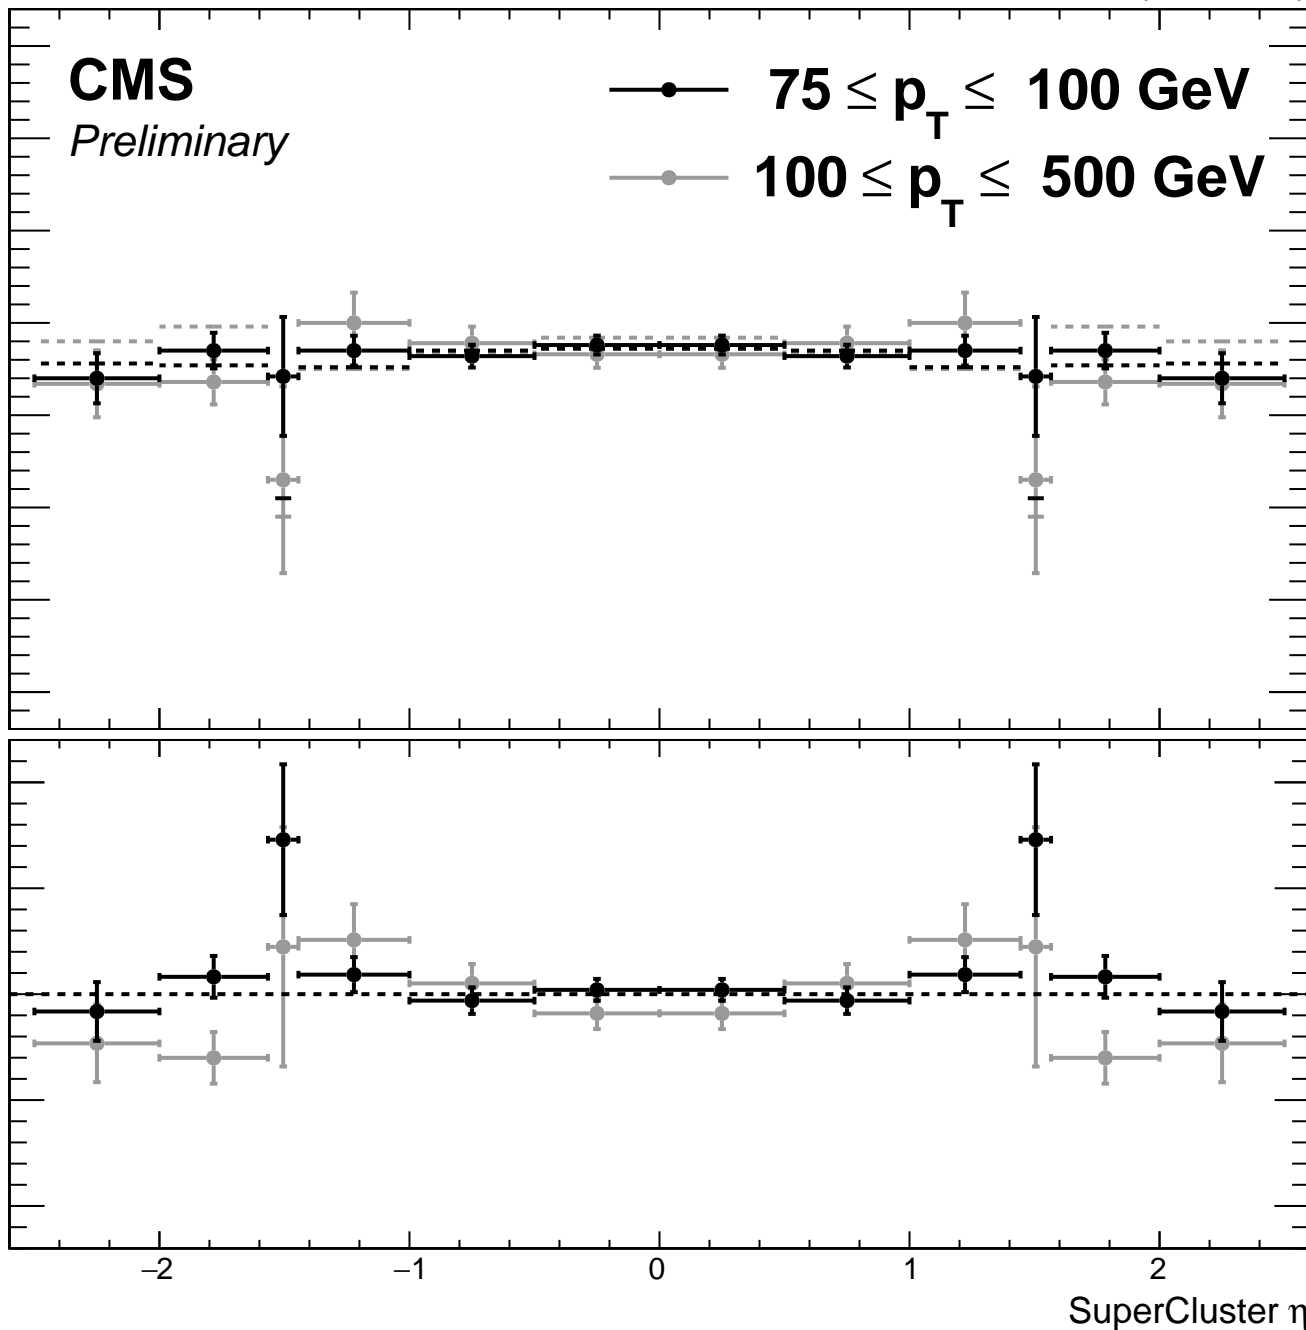 CMS
Preliminary
75 ≤ p_T ≤ 100 GeV
100 ≤ p_T ≤ 500 GeV
−2 −1 0 1 2
SuperCluster η